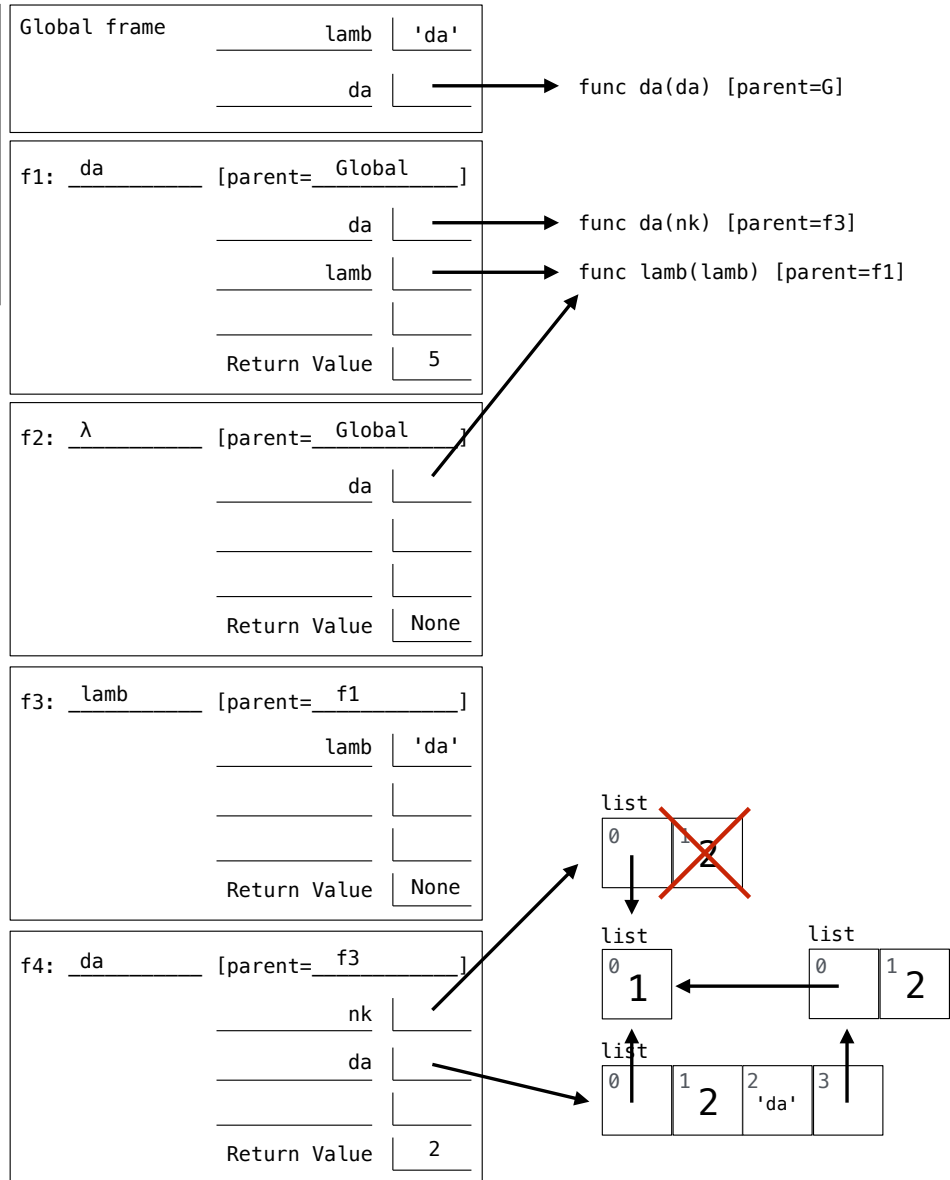 Global frame
lamb 'da'
da func da(da) [parent=G]
f1: da [parent=Global]
da func da(nk) [parent=f3]
lamb func lamb(lamb) [parent=f1]
Return Value 5
f2: λ [parent=Global]
da
Return Value None
f3: lamb [parent=f1]
lamb 'da'
Return Value None
list
0 1 2
f4: da [parent=f3]
list list
0 1 0 1 2
nk
da
list
0 1 2 2 'da' 3
Return Value 2